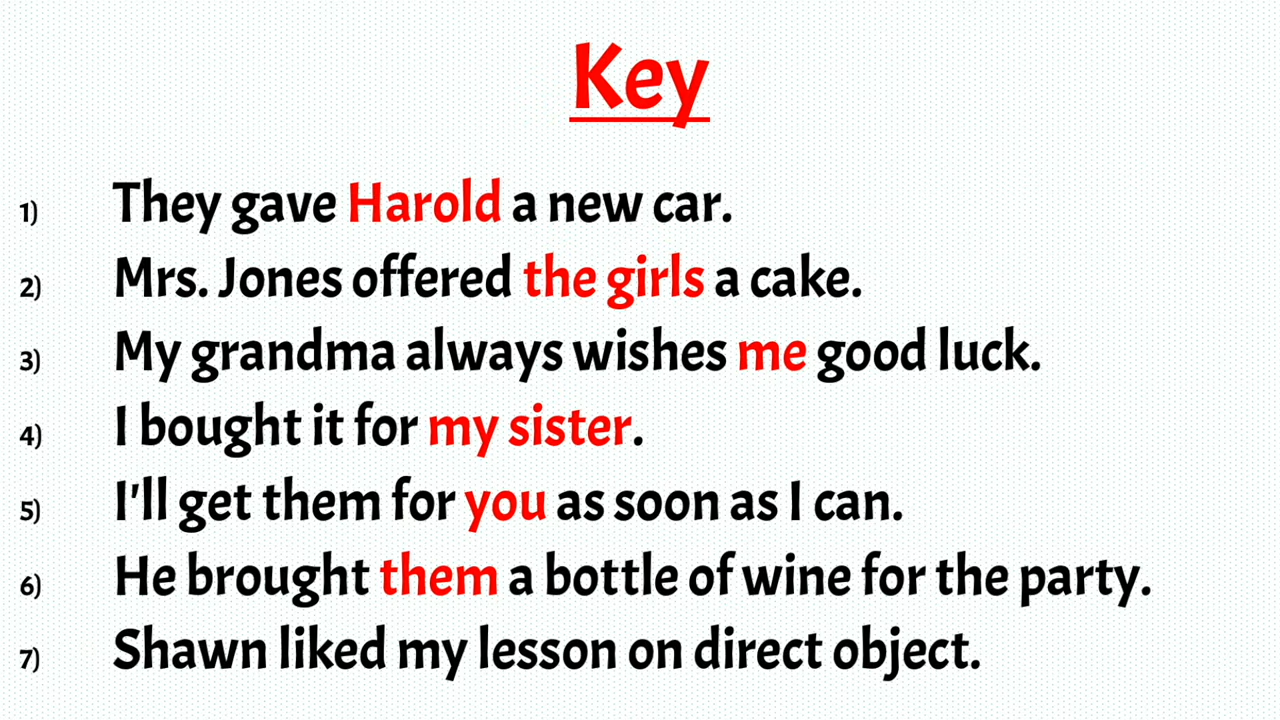 Key
1) They gave Harold a new car.
2) Mrs. Jones offered the girls a cake.
3) My grandma always wishes me good luck.
4) I bought it for my sister.
5) I'll get them for you as soon as I can.
6) He brought them a bottle of wine for the party.
7) Shawn liked my lesson on direct object.